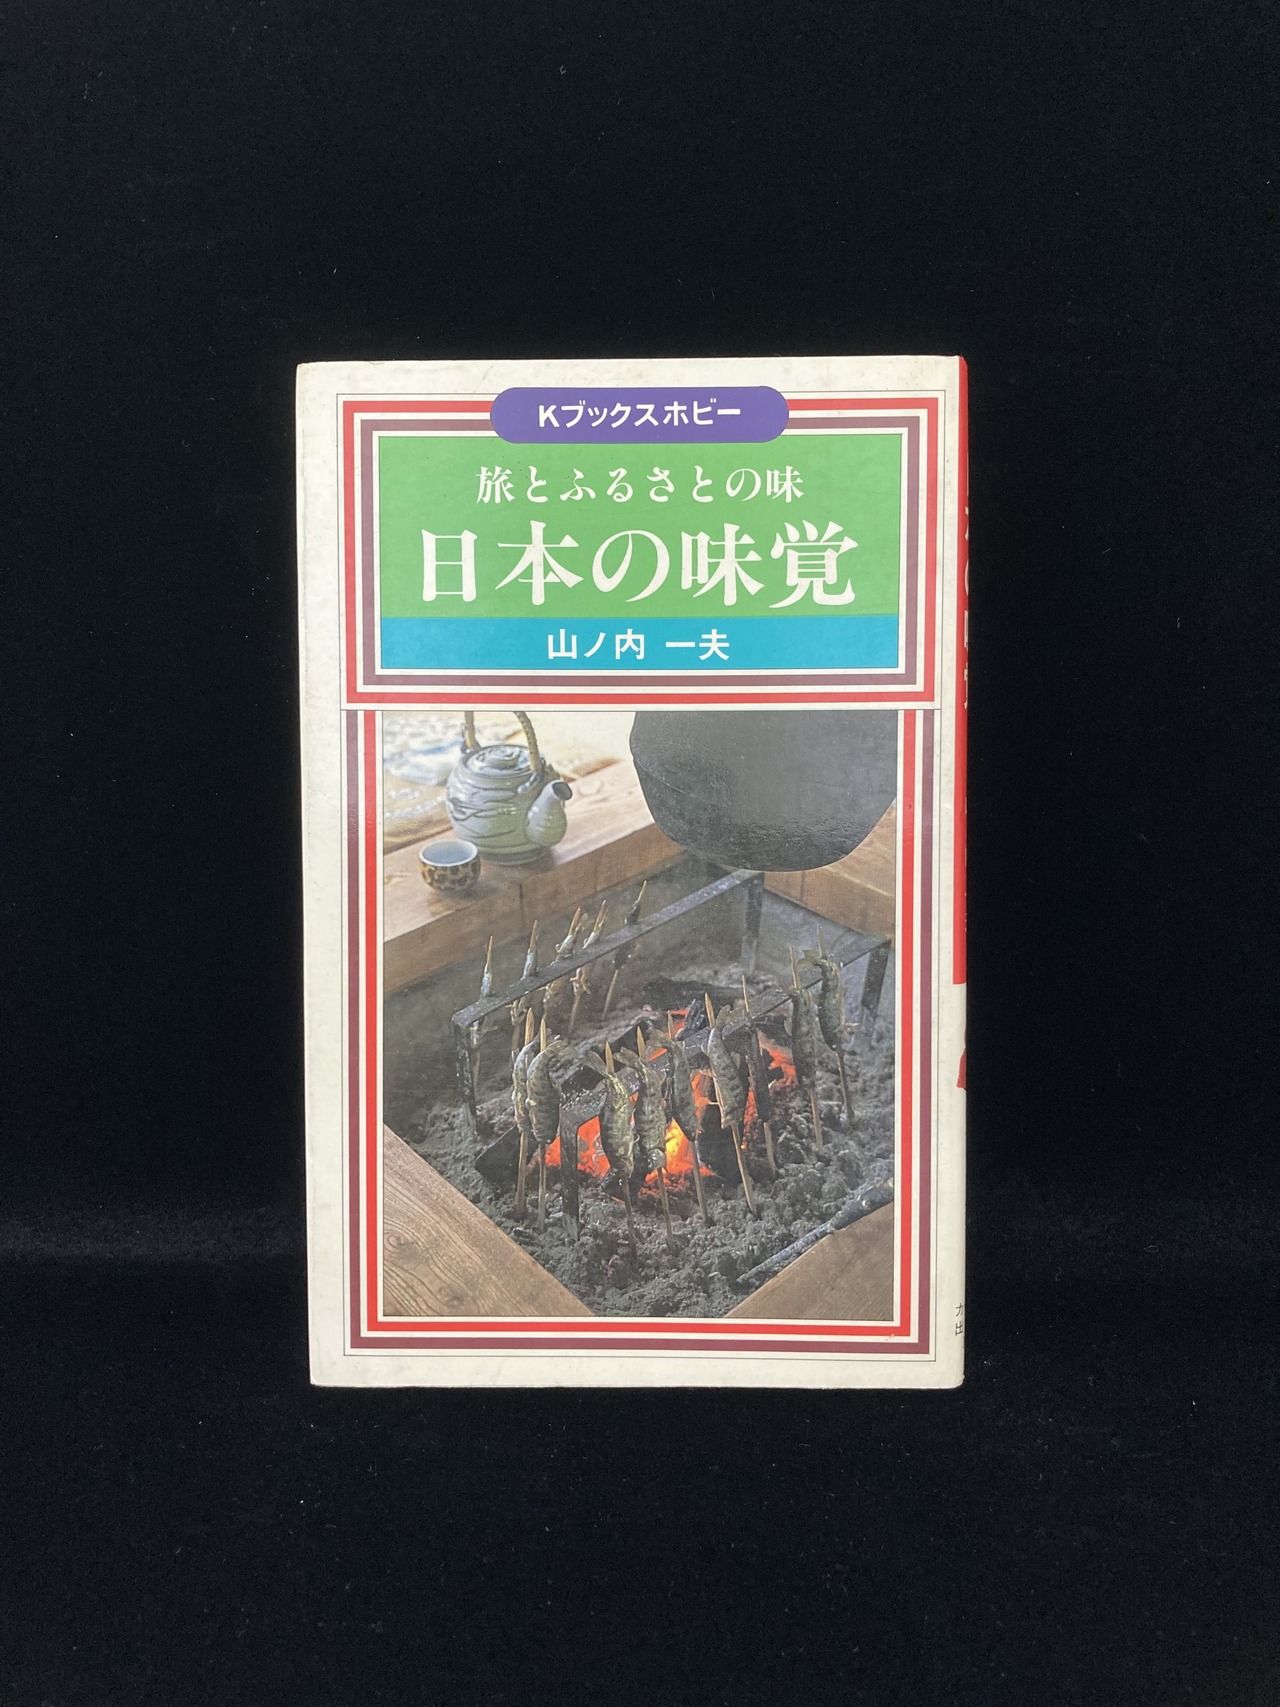 Kブックスホビー
旅とふるさとの味
日本の味覚
山ノ内 一夫